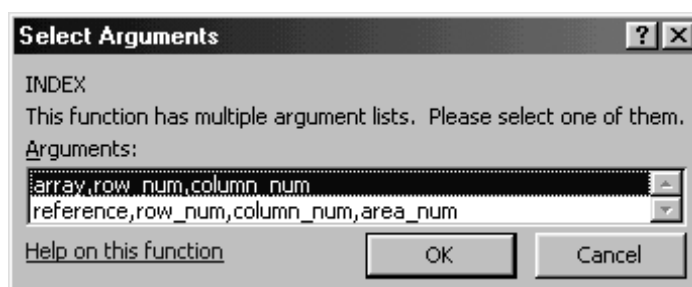 Select Arguments
INDEX
This function has multiple argument lists. Please select one of them.
Arguments:
array,row_num,column_num
reference,row_num,column_num,area_num
Help on this function
OK
Cancel